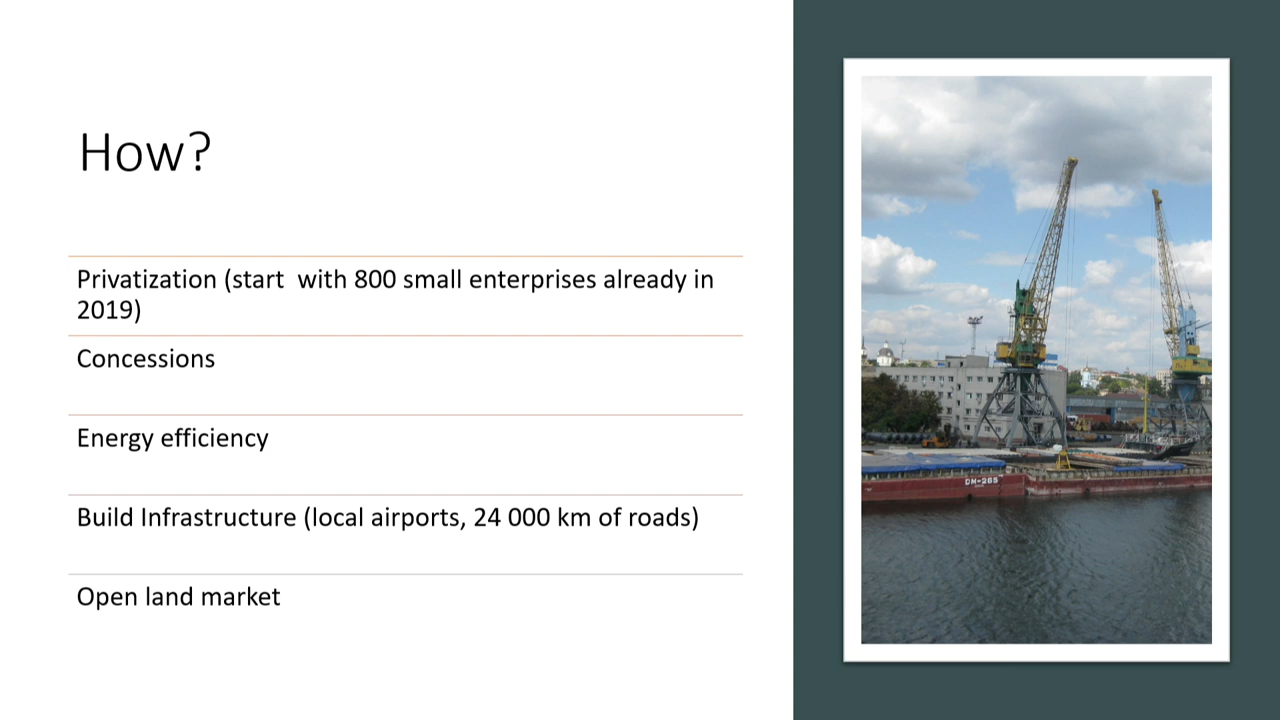 How?
Privatization (start  with 800 small enterprises already in
2019)
Concessions
Energy efficiency
Build Infrastructure (local airports, 24 000 km of roads)
Open land market
DM-265